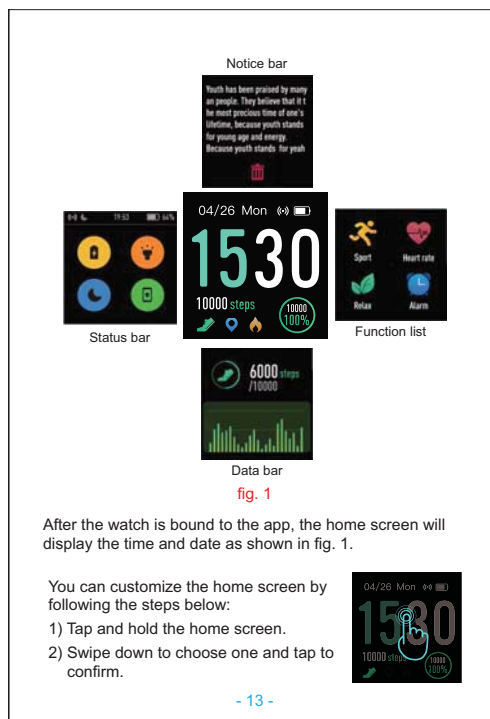 Notice bar
Youth has been praised by many
an people. They believe that it t
he most precious time of one's
lifetime, because youth stands
for young age and energy.
Because youth stands for yeah
19:53 64%
Status bar
04/26 Mon
1530
10000 steps
10000
100%
Sport Heart rate
Relax Alarm
Function list
6000 steps
/10000
Data bar
fig. 1
After the watch is bound to the app, the home screen will
display the time and date as shown in fig. 1.
You can customize the home screen by
following the steps below:
1) Tap and hold the home screen.
2) Swipe down to choose one and tap to
confirm.
04/26 Mon
1530
10000 steps
10000
100%
- 13 -